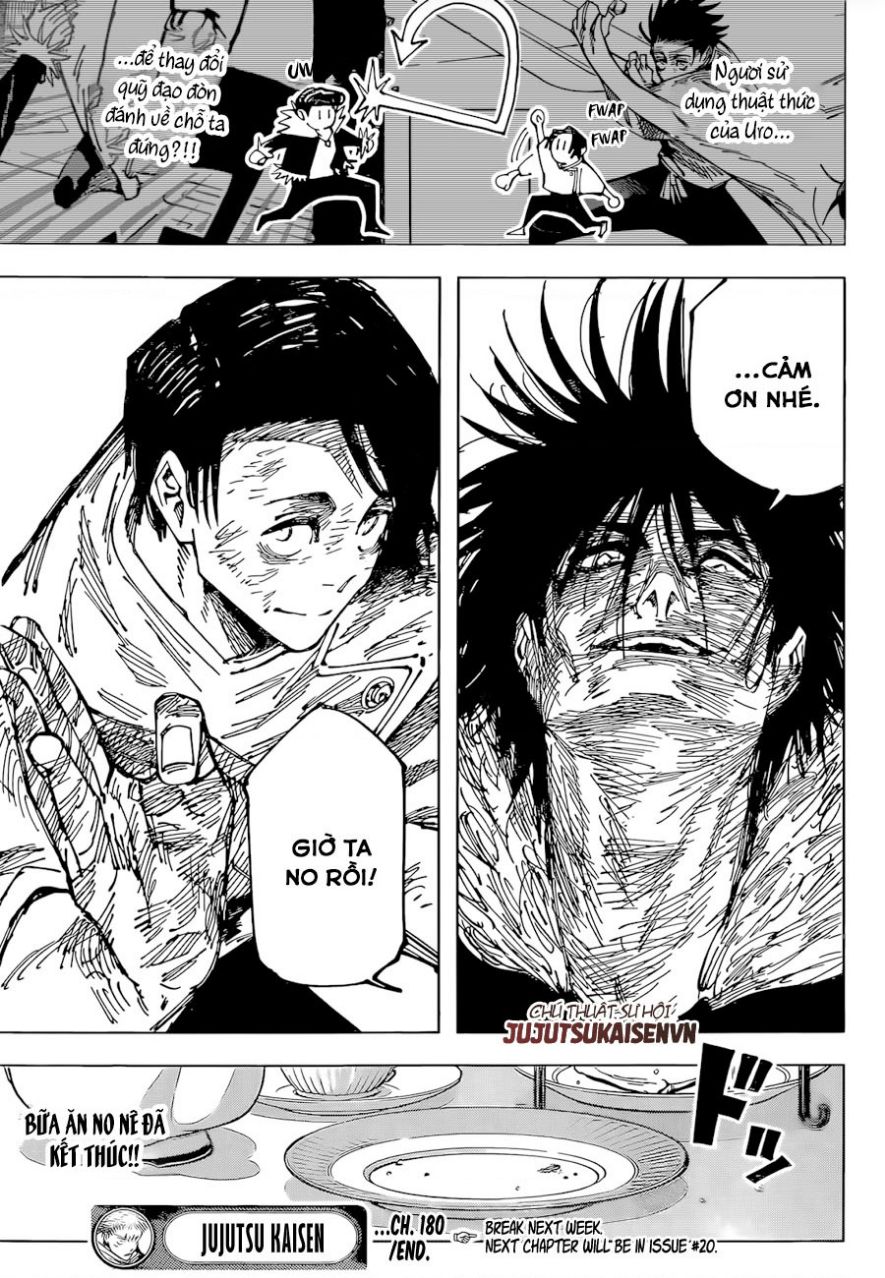 Ngươi sử
dụng thuật thức
của Uro...
FWAP
FWAP
UWA
...để thay đổi
quỹ đạo đòn
đánh về chỗ ta
đứng?!!
...CẢM
ƠN NHÉ.
GIỜ TA
NO RỒI!
CHÚ THUẬT SƯ HỒI
JUJUTSUKAISENVN
ドッ
BỮA ĂN NO NÊ ĐÃ
KẾT THÚC!!
JUJUTSU KAISEN
...CH. 180
/END.
BREAK NEXT WEEK.
NEXT CHAPTER WILL BE IN ISSUE #20.